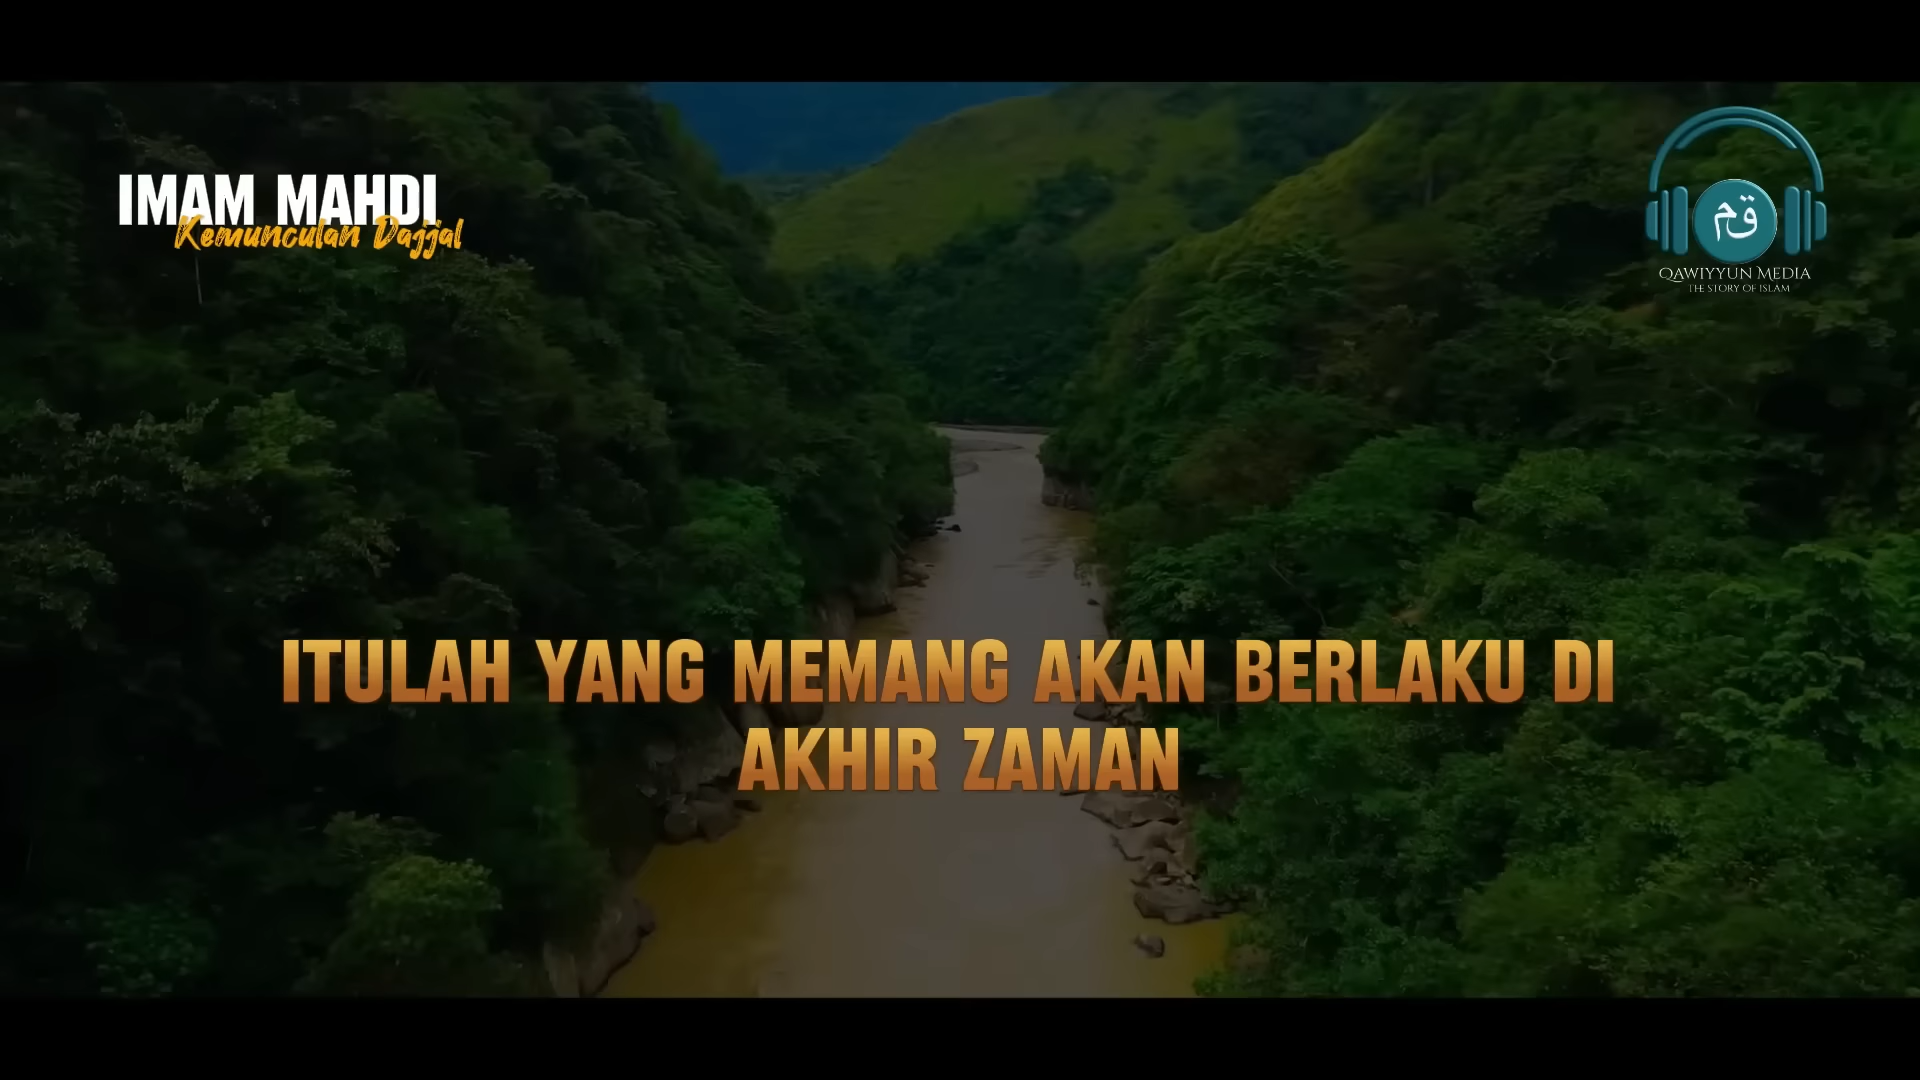 IMAM MAHDI
Kemunculan Dajjal
قم
QAWIYYUN MEDIA
THE STORY OF ISLAM
ITULAH YANG MEMANG AKAN BERLAKU DI
AKHIR ZAMAN